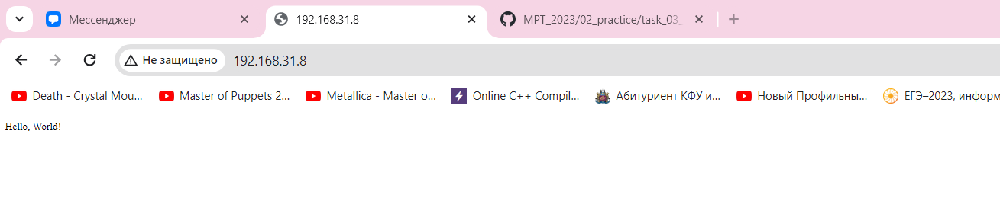 Мессенджер 192.168.31.8 MPT_2023/02_practice/task_03_
Не защищено 192.168.31.8
Death - Crystal Mou... Master of Puppets 2... Metallica - Master o... Online C++ Compil... Абитуриент КФУ и... Новый Профильны... ЕГЭ–2023, информ
Hello, World!